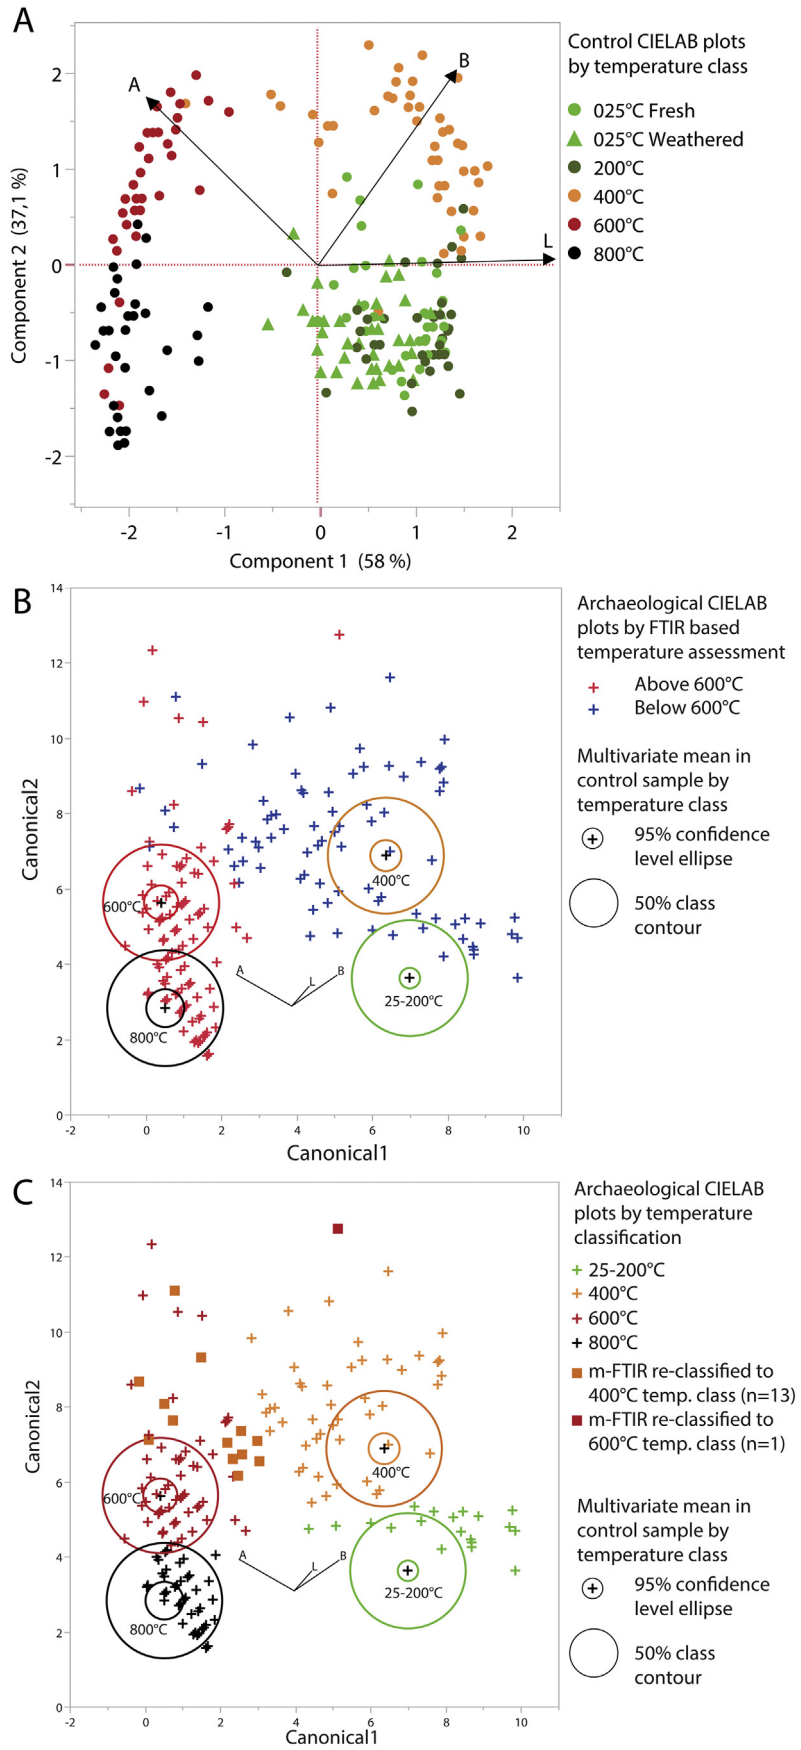 A
Control CIELAB plots
by temperature class
025°C Fresh
025°C Weathered
200°C
400°C
600°C
800°C
A
B
L
2
1
0
-1
-2
Component 2 (37,1 %)
-2
-1
0
1
2
Component 1 (58 %)
B
Archaeological CIELAB
plots by FTIR based
temperature assessment
Above 600°C
Below 600°C
Multivariate mean in
control sample by
temperature class
95% confidence
level ellipse
50% class
contour
14
12
10
8
6
4
2
0
Canonical2
600°C
400°C
800°C
25-200°C
A
L
B
-2
0
2
4
6
8
10
Canonical1
C
Archaeological CIELAB
plots by temperature
classification
25-200°C
400°C
600°C
800°C
m-FTIR re-classified to
400°C temp. class (n=13)
m-FTIR re-classified to
600°C temp. class (n=1)
Multivariate mean in
control sample by
temperature class
95% confidence
level ellipse
50% class
contour
14
12
10
8
6
4
2
0
Canonical2
600°C
400°C
800°C
25-200°C
A
L
B
-2
0
2
4
6
8
10
Canonical1